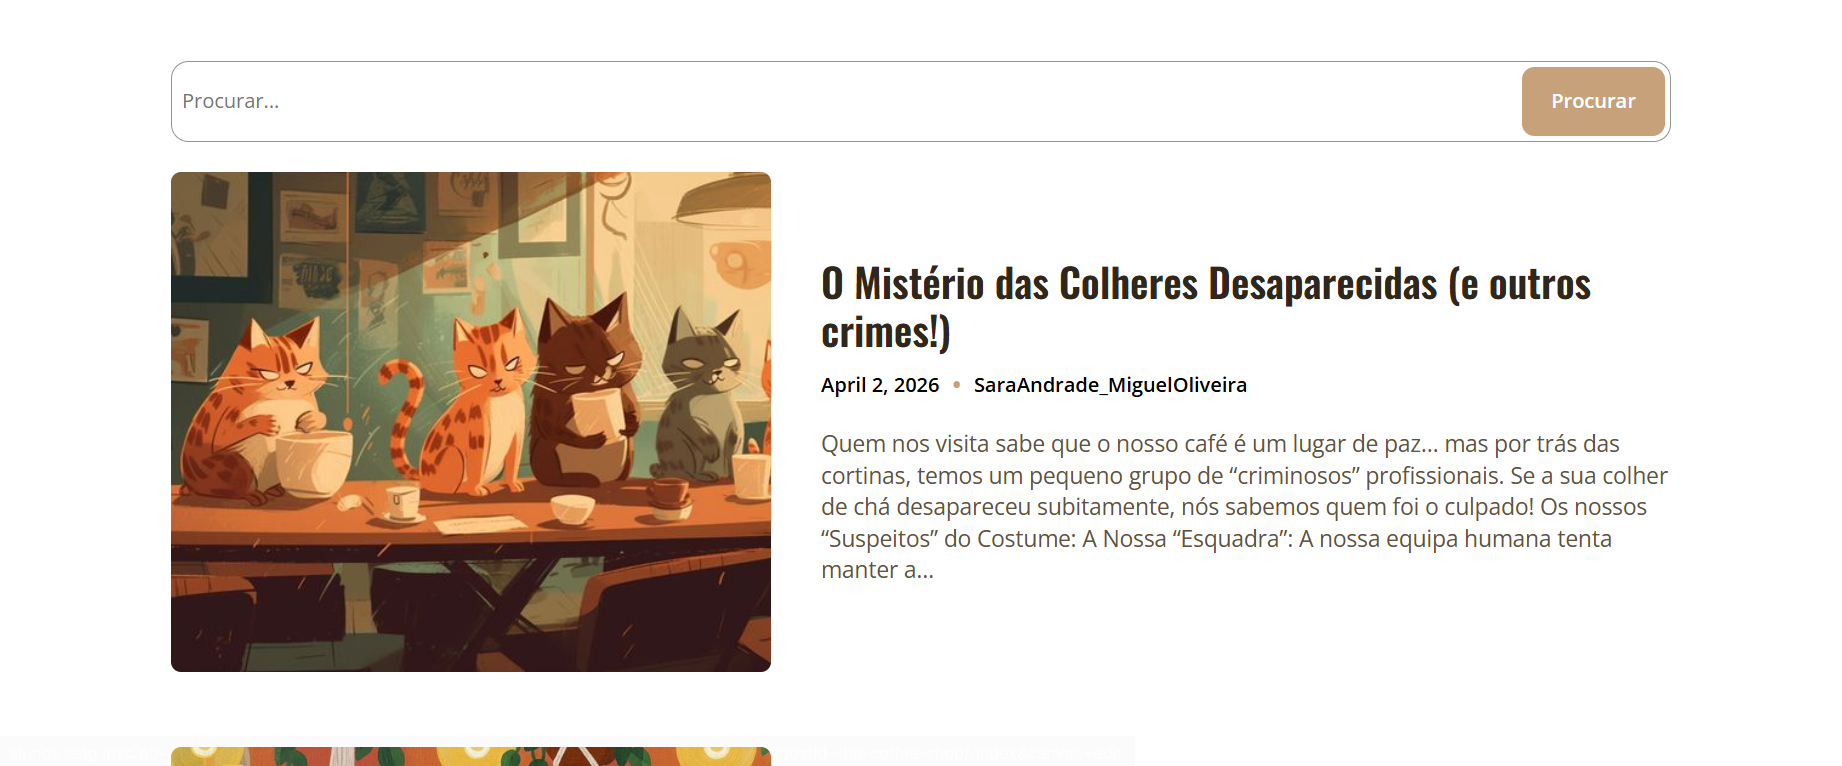 Procurar...
Procurar
O Mistério das Colheres Desaparecidas (e outros
crimes!)
April 2, 2026 • SaraAndrade_MiguelOliveira
Quem nos visita sabe que o nosso café é um lugar de paz... mas por trás das
cortinas, temos um pequeno grupo de “criminosos” profissionais. Se a sua colher
de chá desapareceu subitamente, nós sabemos quem foi o culpado! Os nossos
“Suspeitos” do Costume: A Nossa “Esquadra”: A nossa equipa humana tenta
manter a...